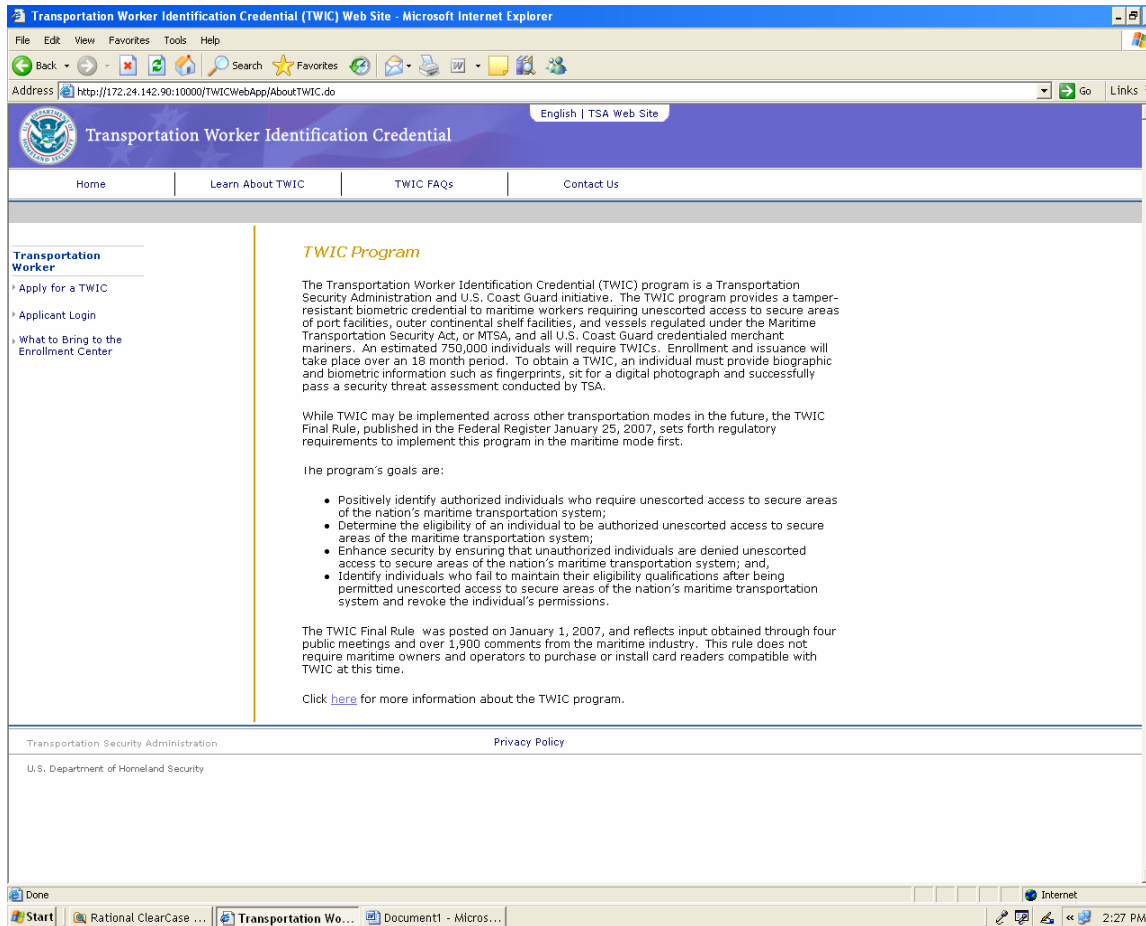 Transportation Worker Identification Credential (TWIC) Web Site - Microsoft Internet Explorer
File Edit View Favorites Tools Help
Back Search Favorites
Address http://172.24.142.90:10000/TWICWebApp/AboutTWIC.do Go Links
English | TSA Web Site
Transportation Worker Identification Credential
Home Learn About TWIC TWIC FAQs Contact Us
Transportation
Worker
Apply for a TWIC
Applicant Login
What to Bring to the
Enrollment Center
TWIC Program
The Transportation Worker Identification Credential (TWIC) program is a Transportation
Security Administration and U.S. Coast Guard initiative. The TWIC program provides a tamper-
resistant biometric credential to maritime workers requiring unescorted access to secure areas
of port facilities, outer continental shelf facilities, and vessels regulated under the Maritime
Transportation Security Act, or MTSA, and all U.S. Coast Guard credentialed merchant
mariners. An estimated 750,000 individuals will require TWICs. Enrollment and issuance will
take place over an 18 month period. To obtain a TWIC, an individual must provide biographic
and biometric information such as fingerprints, sit for a digital photograph and successfully
pass a security threat assessment conducted by TSA.
While TWIC may be implemented across other transportation modes in the future, the TWIC
Final Rule, published in the Federal Register January 25, 2007, sets forth regulatory
requirements to implement this program in the maritime mode first.
The program's goals are:
• Positively identify authorized individuals who require unescorted access to secure areas
of the nation's maritime transportation system;
• Determine the eligibility of an individual to be authorized unescorted access to secure
areas of the maritime transportation system;
• Enhance security by ensuring that unauthorized individuals are denied unescorted
access to secure areas of the nation's maritime transportation system; and,
• Identify individuals who fail to maintain their eligibility qualifications after being
permitted unescorted access to secure areas of the nation's maritime transportation
system and revoke the individual's permissions.
The TWIC Final Rule was posted on January 1, 2007, and reflects input obtained through four
public meetings and over 1,900 comments from the maritime industry. This rule does not
require maritime owners and operators to purchase or install card readers compatible with
TWIC at this time.
Click here for more information about the TWIC program.
Transportation Security Administration Privacy Policy
U.S. Department of Homeland Security
Done Internet
Start Rational ClearCase ... Transportation Wo... Document1 - Micros... 2:27 PM